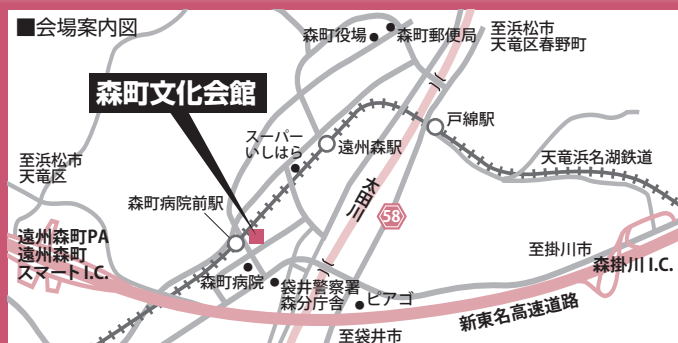 ■会場案内図
森町役場
森町郵便局
至浜松市
天竜区春野町
森町文化会館
戸綿駅
スーパー
いしはら
遠州森駅
天竜浜名湖鉄道
至浜松市
天竜区
太田川
58
森町病院前駅
遠州森町PA
遠州森町
スマートI.C.
至掛川市
森掛川I.C.
森町病院
袋井警察署
森分庁舎
ピアゴ
新東名高速道路
至袋井市